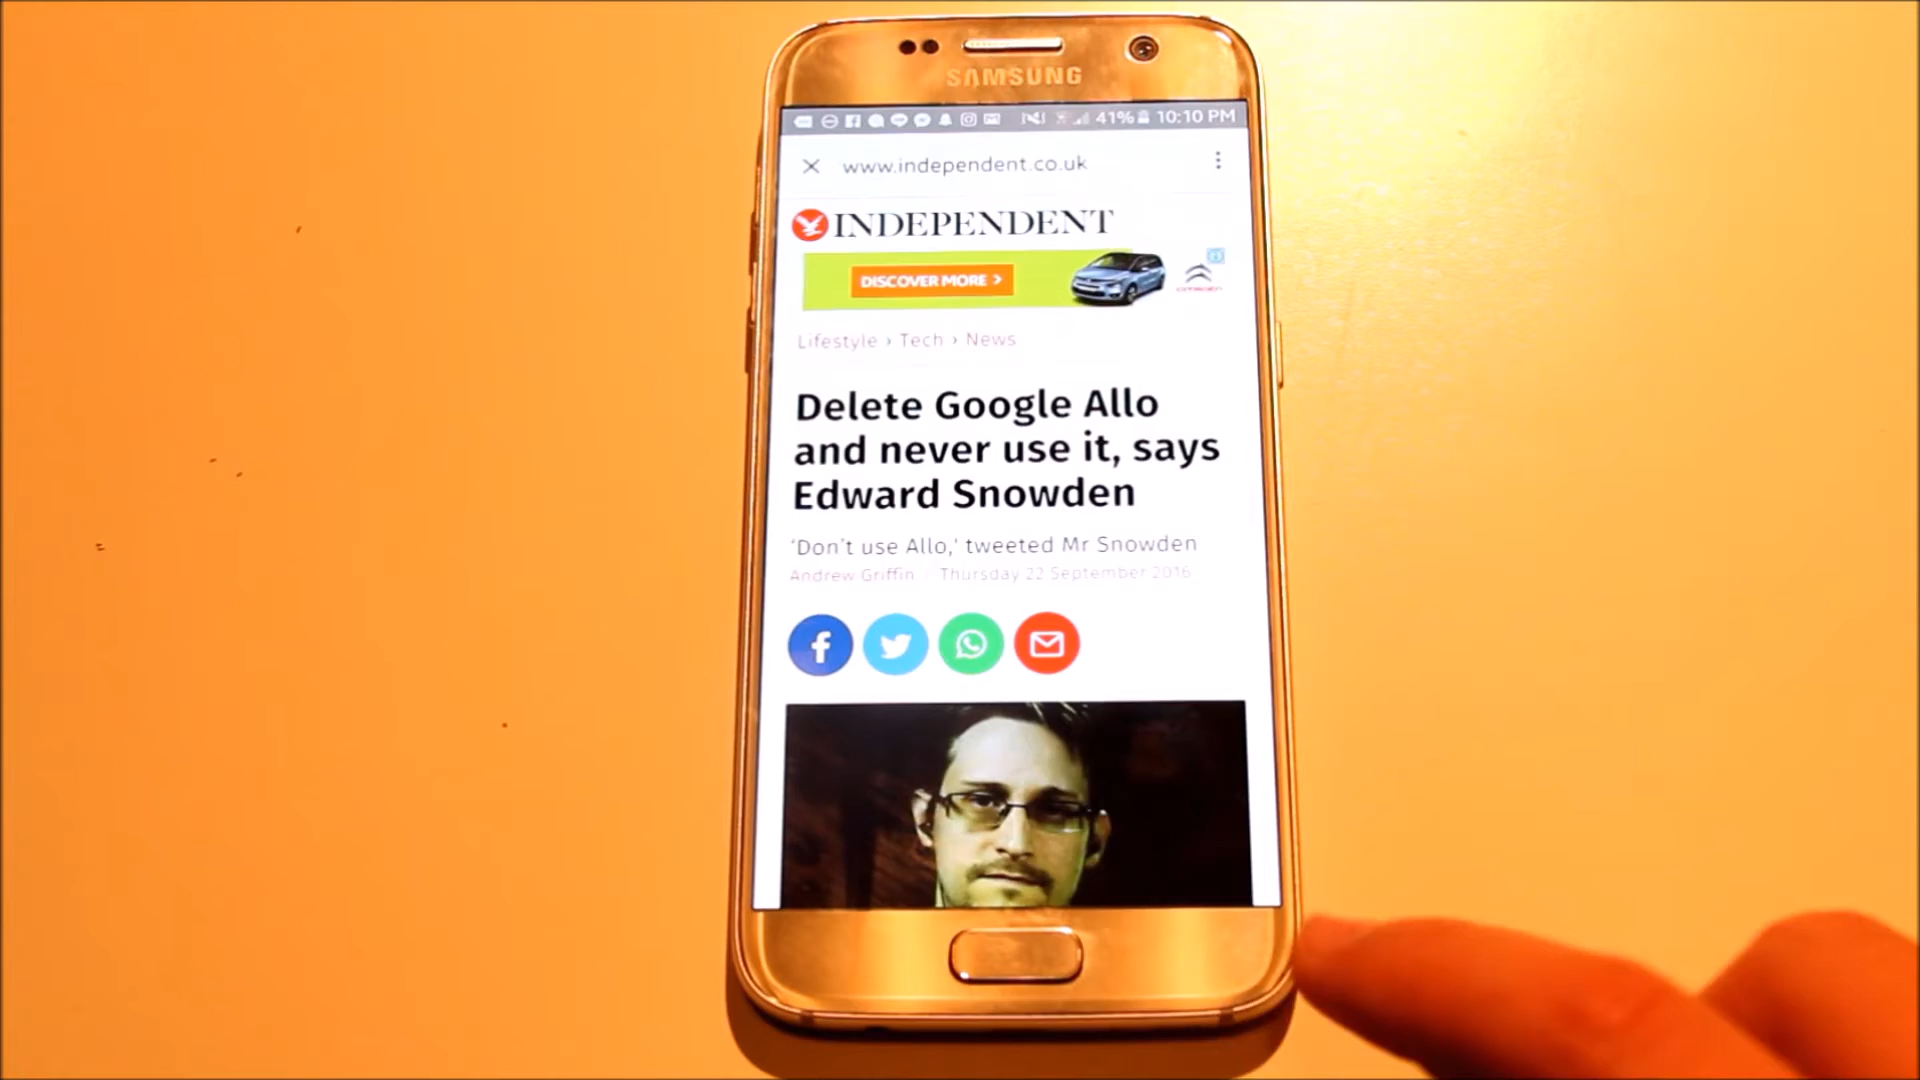 SAMSUNG
41% 10:10 PM
www.independent.co.uk
INDEPENDENT
DISCOVER MORE >
CITROËN
Lifestyle › Tech › News
Delete Google Allo
and never use it, says
Edward Snowden
‘Don’t use Allo,’ tweeted Mr Snowden
Andrew Griffin / Thursday 22 September 2016